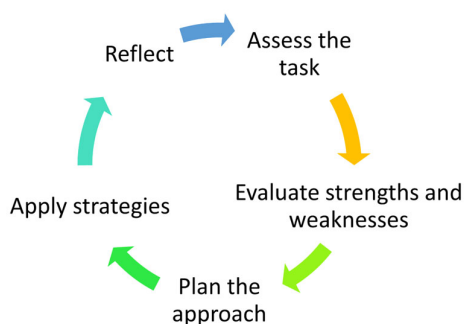 Assess the
task
Evaluate strengths and
weaknesses
Plan the
approach
Apply strategies
Reflect